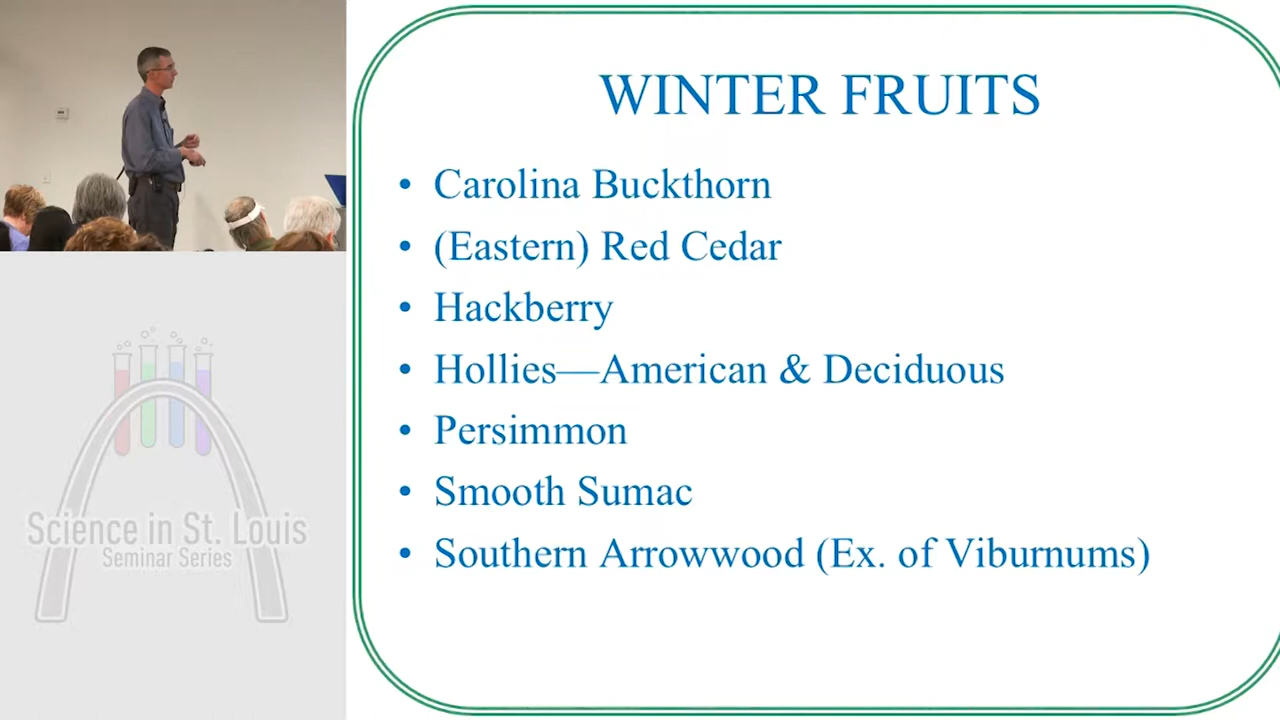 WINTER FRUITS
• Carolina Buckthorn
• (Eastern) Red Cedar
• Hackberry
• Hollies—American & Deciduous
• Persimmon
• Smooth Sumac
• Southern Arrowwood (Ex. of Viburnums)
Science in St. Louis
Seminar Series